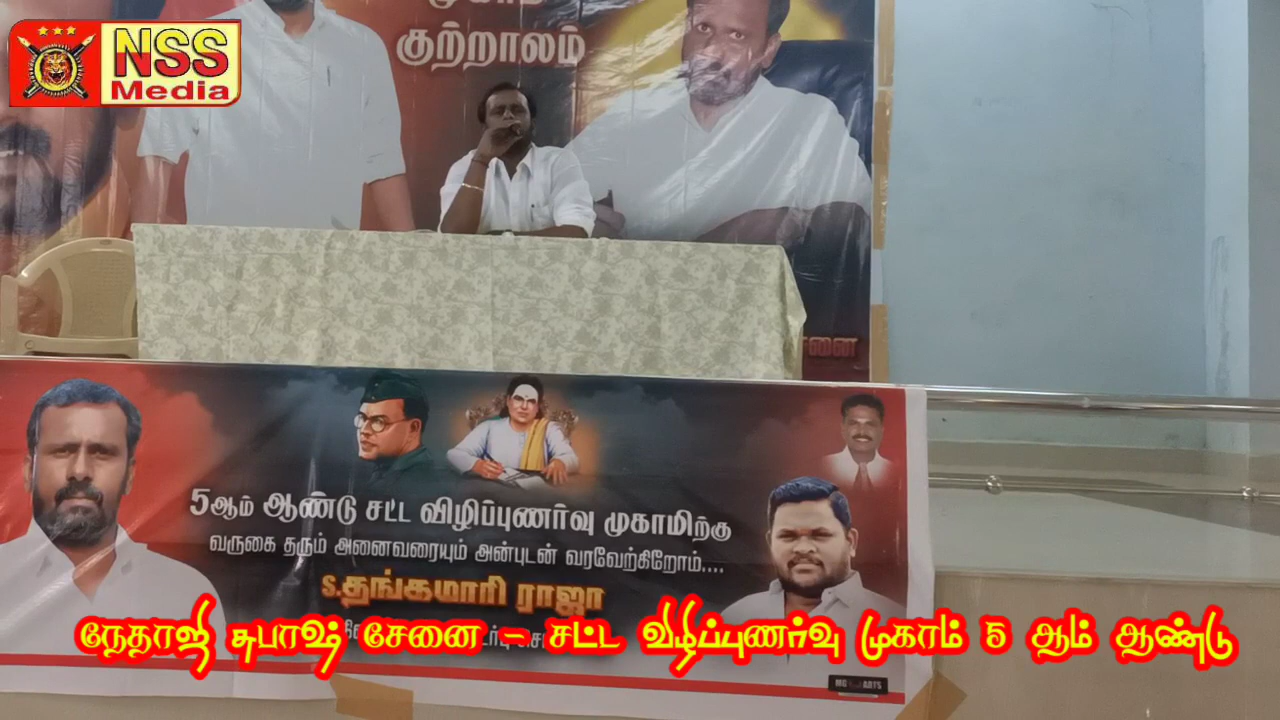 NSS
Media
குற்றாலம்
5ஆம் ஆண்டு சட்ட விழிப்புணர்வு முகாமிற்கு
வருகை தரும் அனைவரையும் அன்புடன் வரவேற்கிறோம்....
S.தங்கமாரி ராஜா
நேதாஜி சுபாஷ் சேனை - சட்ட விழிப்புணர்வு முகாம் 5 ஆம் ஆண்டு